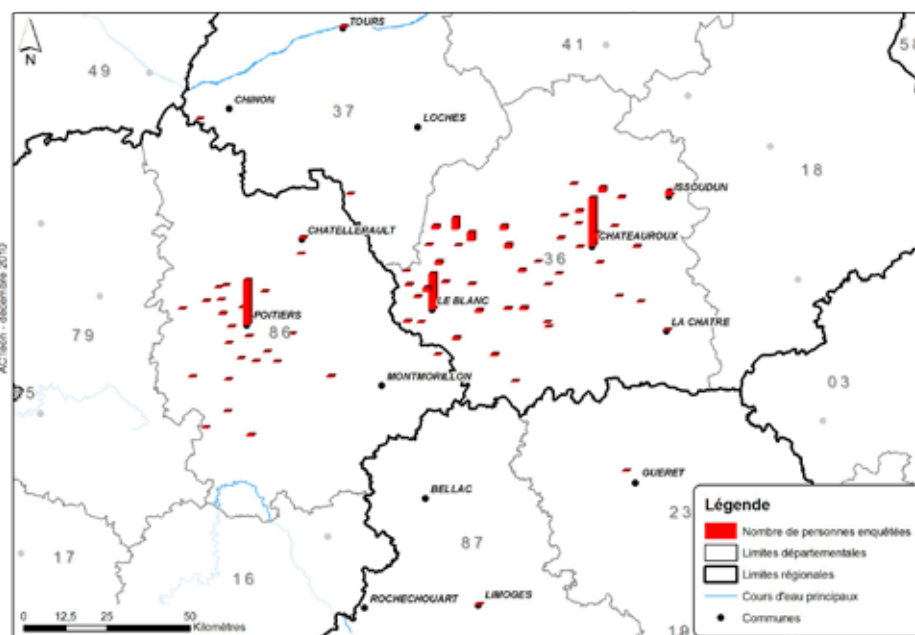 TOURS
41
58
N
49
CHINON
37
LOCHES
18
ISSOUDUN
CHATELLERAULT
CHATEAUROUX
36
LE BLANC
POITIERS
86
LA CHATRE
79
MONTMORILLON
03
GUERET
BELLAC
23
17
87
16
ROCHECHOUART
LIMOGES
19
Légende
Nombre de personnes enquêtées
Limites départementales
Limites régionales
Cours d'eau principaux
Communes
0 12,5 25 50
Kilomètres
décembre 2010